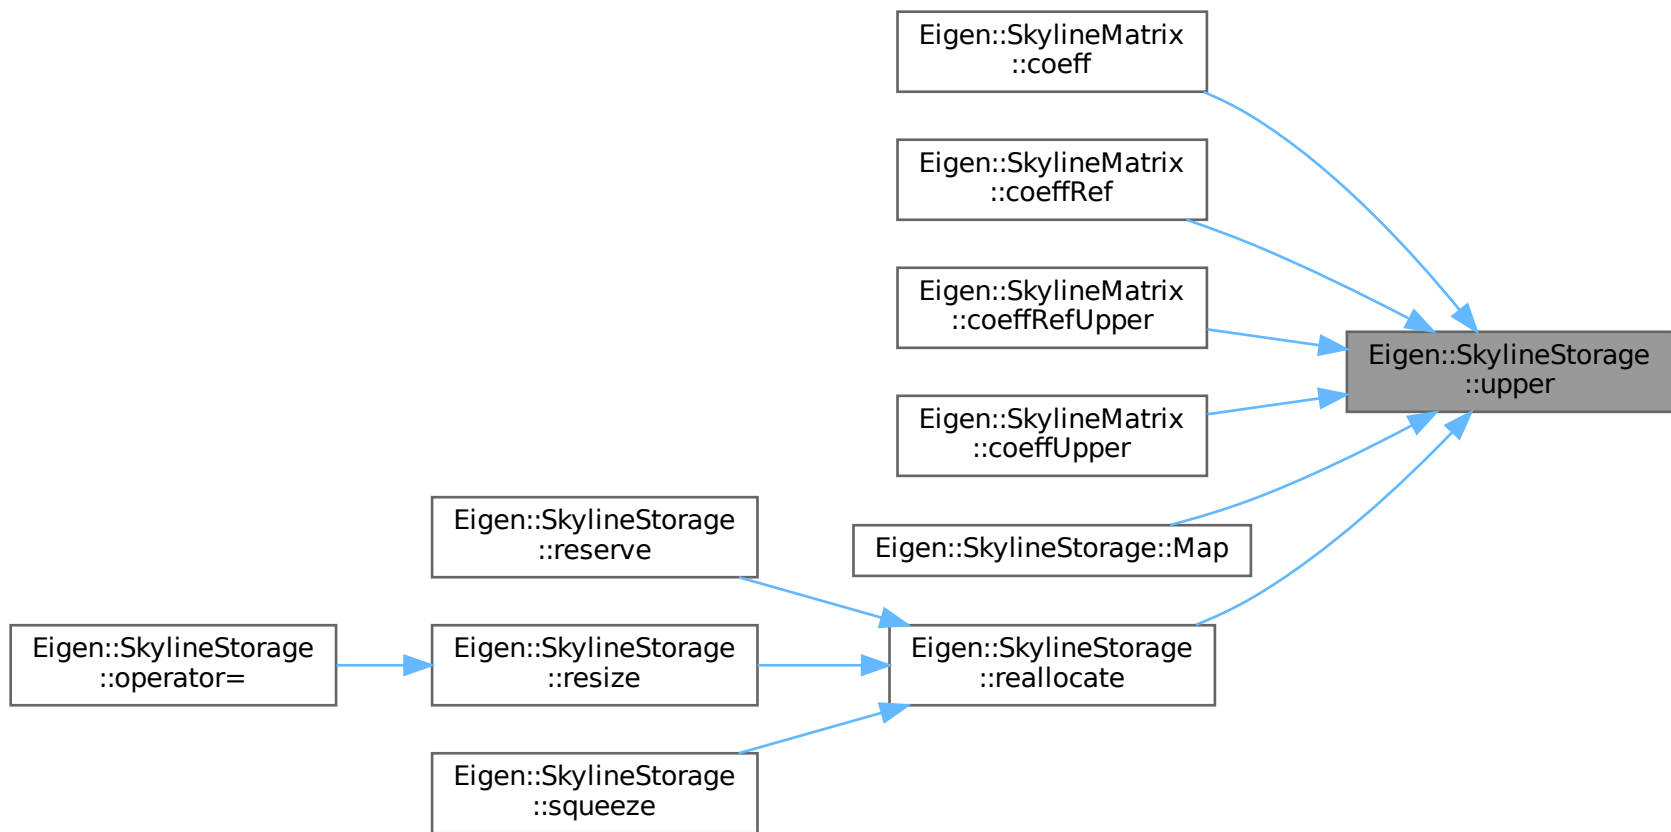 Eigen::SkylineMatrix
::coeff
Eigen::SkylineMatrix
::coeffRef
Eigen::SkylineMatrix
::coeffRefUpper
Eigen::SkylineStorage
::upper
Eigen::SkylineMatrix
::coeffUpper
Eigen::SkylineStorage
::reserve
Eigen::SkylineStorage::Map
Eigen::SkylineStorage
::operator=
Eigen::SkylineStorage
::resize
Eigen::SkylineStorage
::reallocate
Eigen::SkylineStorage
::squeeze